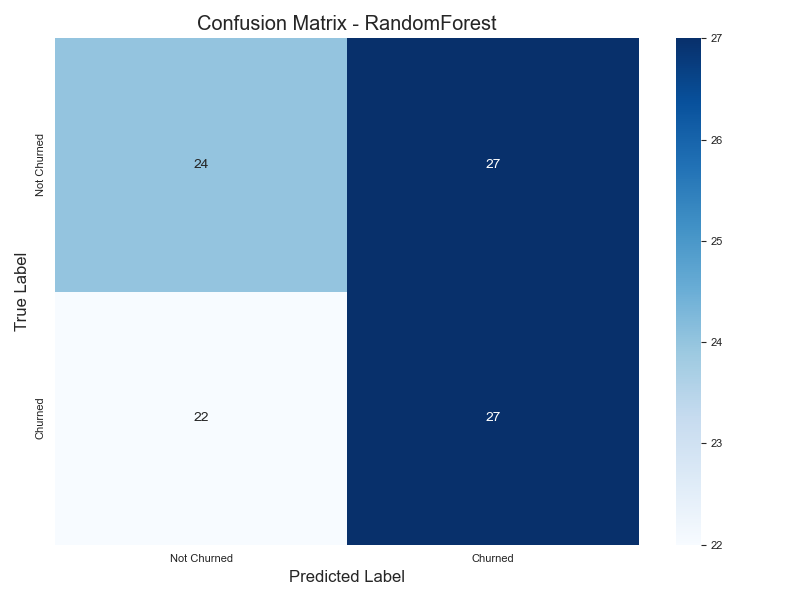 Confusion Matrix - RandomForest
True Label
Not Churned
Churned
24
27
22
27
Not Churned
Churned
Predicted Label
27
26
25
24
23
22